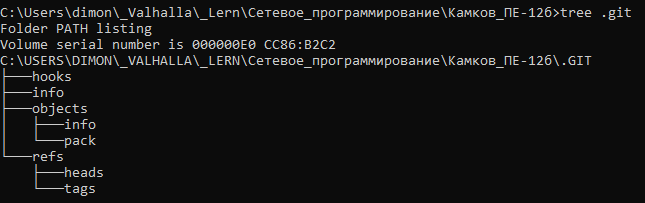 C:\Users\dimon\_Valhalla\_Lern\Сетевое_программирование\Камков_ПЕ-12б>tree .git
Folder PATH listing
Volume serial number is 000000E0 CC86:B2C2
C:\USERS\DIMON\_VALHALLA\_LERN\Сетевое_программирование\Камков_ПЕ-12б\.GIT
├───hooks
├───info
├───objects
│   ├───info
│   └───pack
└───refs
    ├───heads
    └───tags